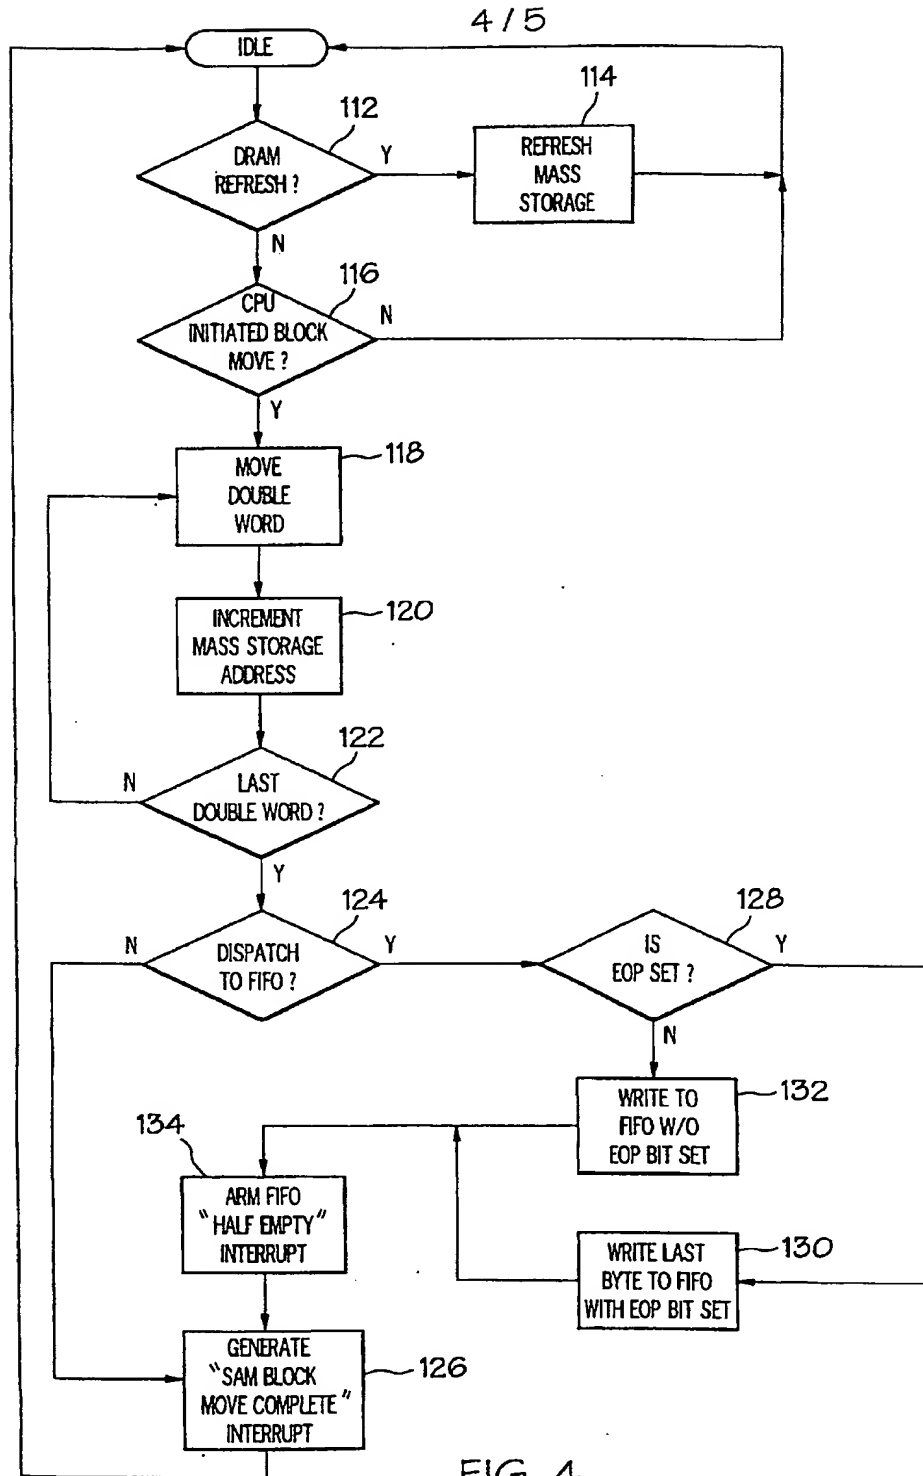 4/5
IDLE
112
DRAM
REFRESH ?
Y
N
114
REFRESH
MASS
STORAGE
116
CPU
INITIATED BLOCK
MOVE ?
N
Y
118
MOVE
DOUBLE
WORD
120
INCREMENT
MASS STORAGE
ADDRESS
122
LAST
DOUBLE WORD ?
N
Y
124
DISPATCH
TO FIFO ?
N
Y
128
IS
EOP SET ?
Y
N
132
WRITE TO
FIFO W/O
EOP BIT SET
134
ARM FIFO
"HALF EMPTY"
INTERRUPT
130
WRITE LAST
BYTE TO FIFO
WITH EOP BIT SET
126
GENERATE
"SAM BLOCK
MOVE COMPLETE"
INTERRUPT
FIG. 4